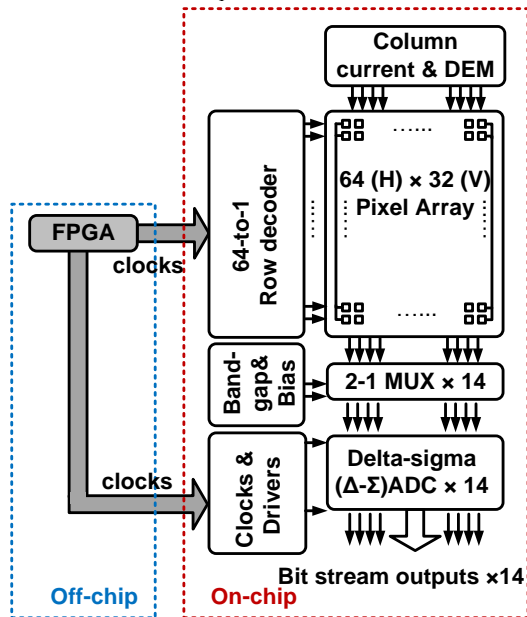 Column
current & DEM
64-to-1
Row decoder
......
64 (H) × 32 (V)
Pixel Array
......
FPGA
clocks
Band-
gap&
Bias
2-1 MUX × 14
clocks
Clocks &
Drivers
Delta-sigma
(Δ-Σ)ADC × 14
Bit stream outputs ×14
Off-chip
On-chip